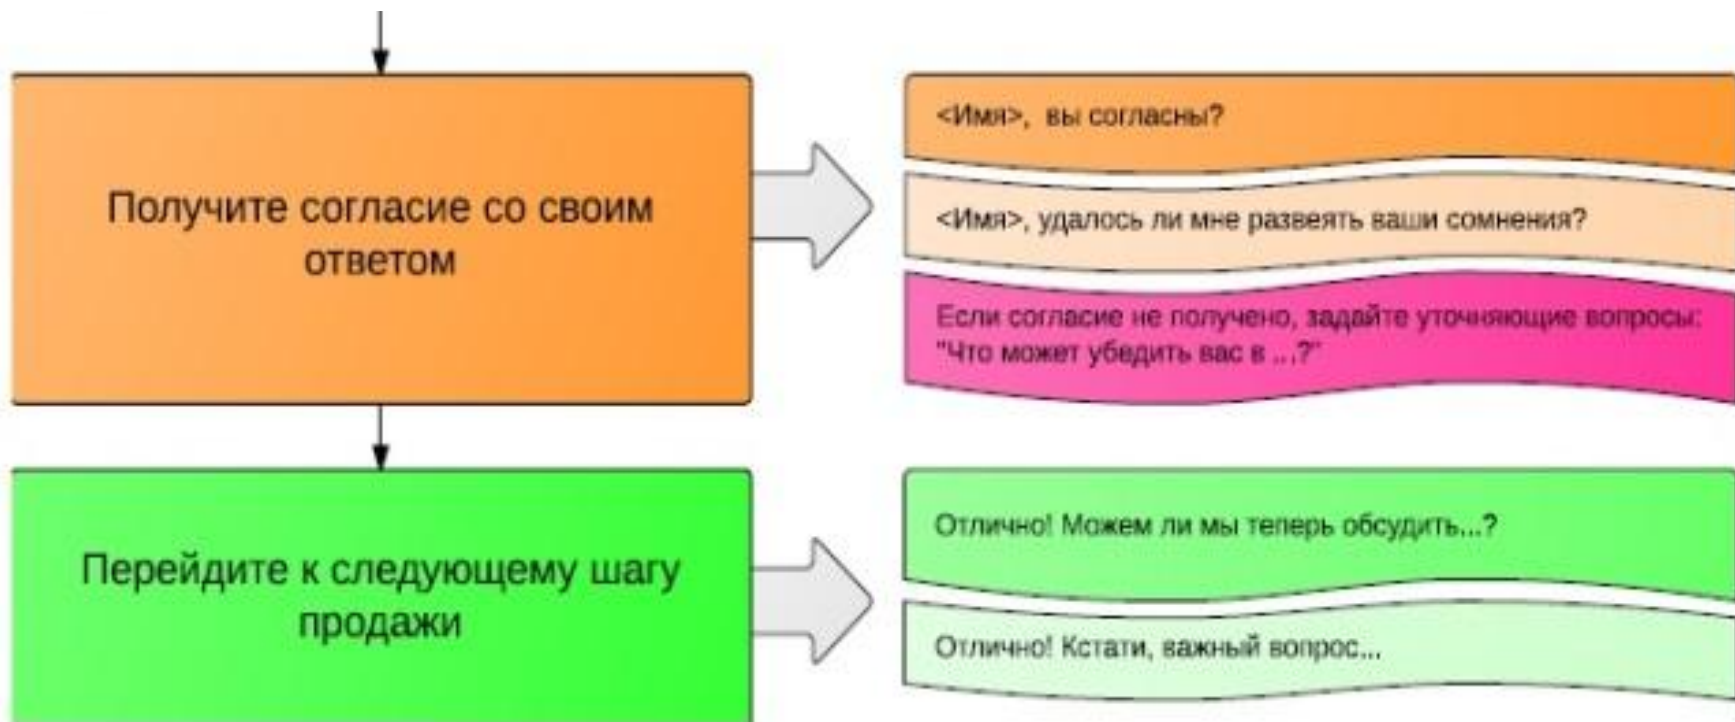 Получите согласие со своим
ответом
<Имя>, вы согласны?
<Имя>, удалось ли мне развеять ваши сомнения?
Если согласие не получено, задайте уточняющие вопросы:
"Что может убедить вас в ...?"
Перейдите к следующему шагу
продажи
Отлично! Можем ли мы теперь обсудить...?
Отлично! Кстати, важный вопрос...